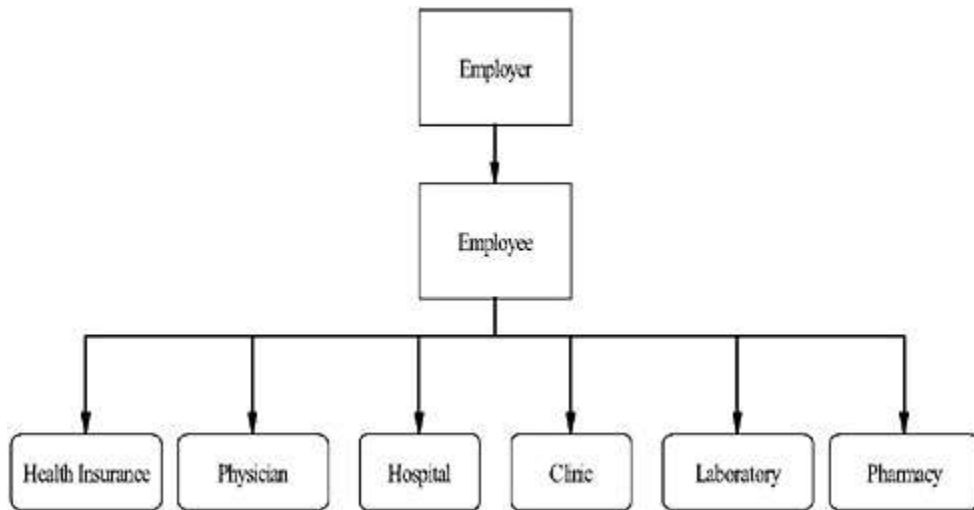 Employer
Employee
Health Insurance
Physician
Hospital
Clinic
Laboratory
Pharmacy